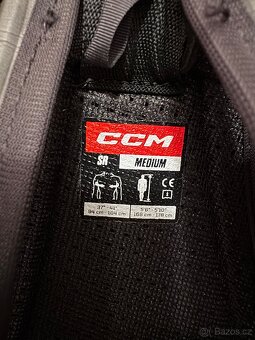 CCM
SR MEDIUM
CE
37" - 41" 5'6" - 5'10"
94 cm - 104 cm 168 cm - 178 cm
Bazos.cz